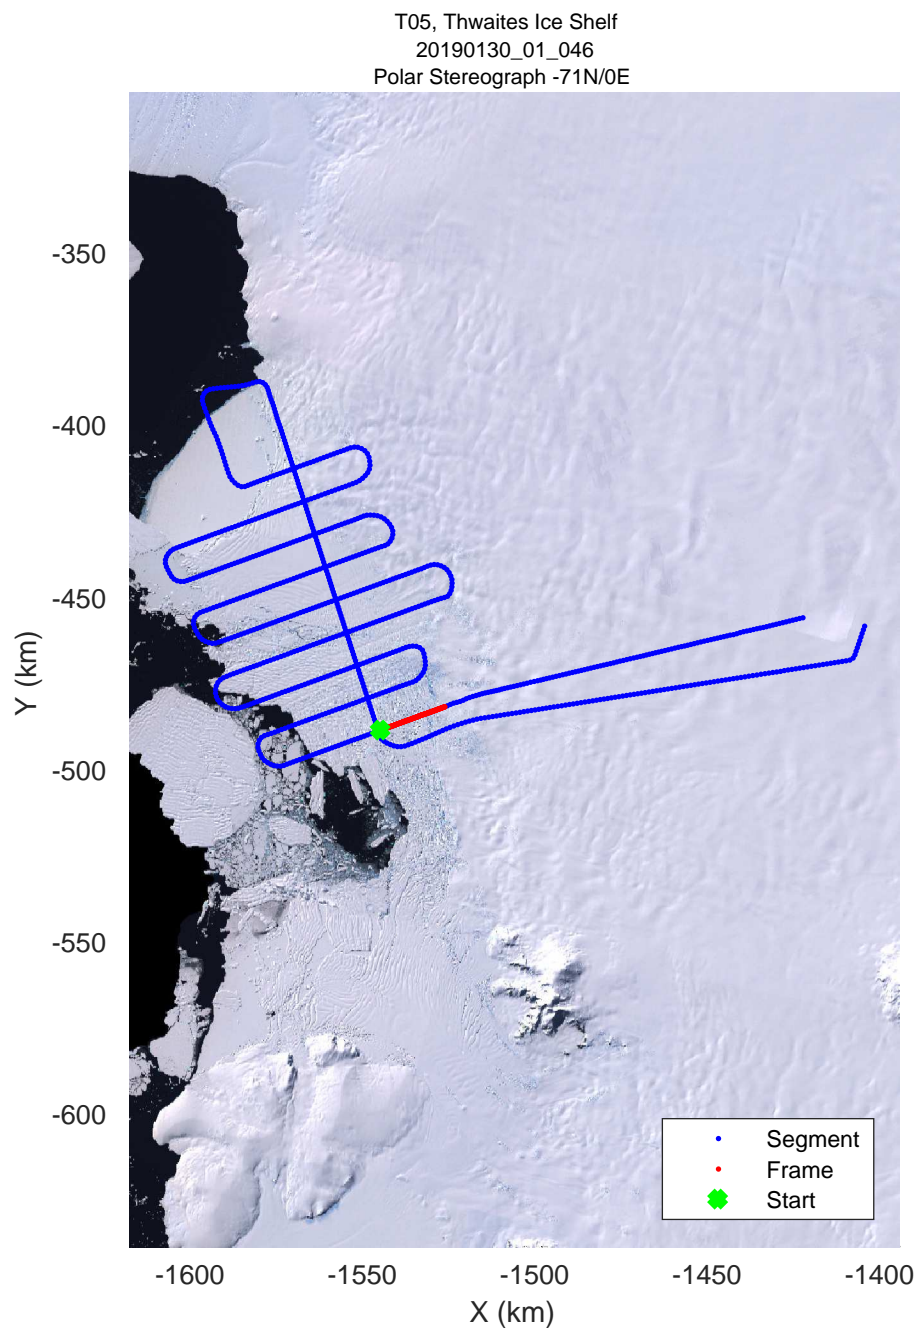 T05, Thwaites Ice Shelf
20190130_01_046
Polar Stereograph -71N/0E
-350
-400
-450
-500
-550
-600
Y (km)
Segment
Frame
Start
-1600
-1550
-1500
-1450
-1400
X (km)